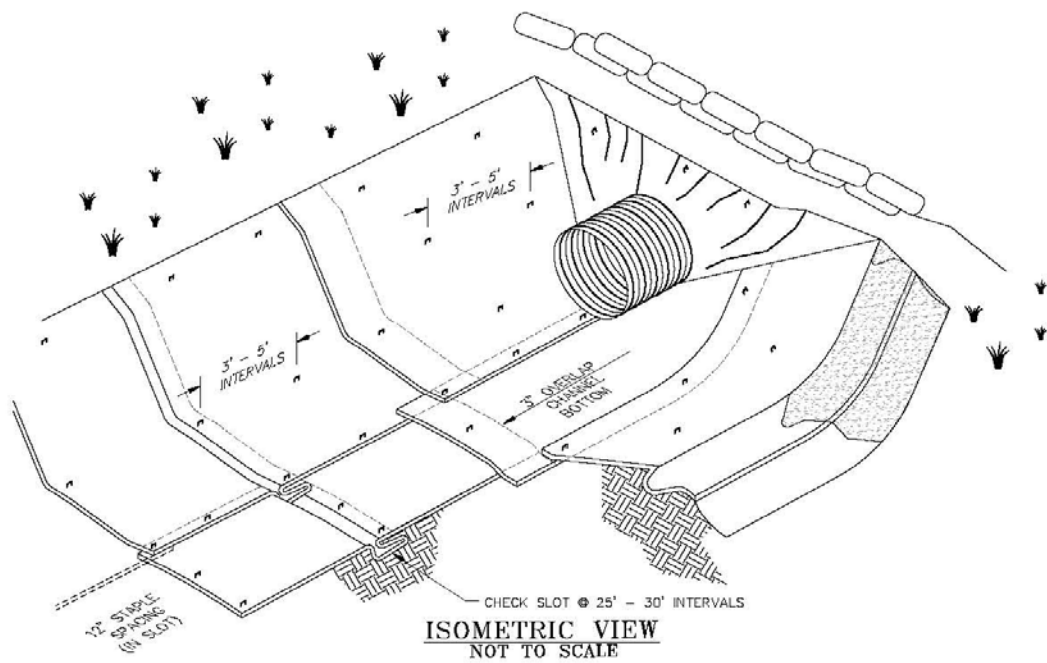 3' - 5'
INTERVALS
3' - 5'
INTERVALS
3" OVERLAP
CHANNEL
BOTTOM
12" STAPLE
SPACING
(IN SLOT)
CHECK SLOT @ 25' - 30' INTERVALS
ISOMETRIC VIEW
NOT TO SCALE